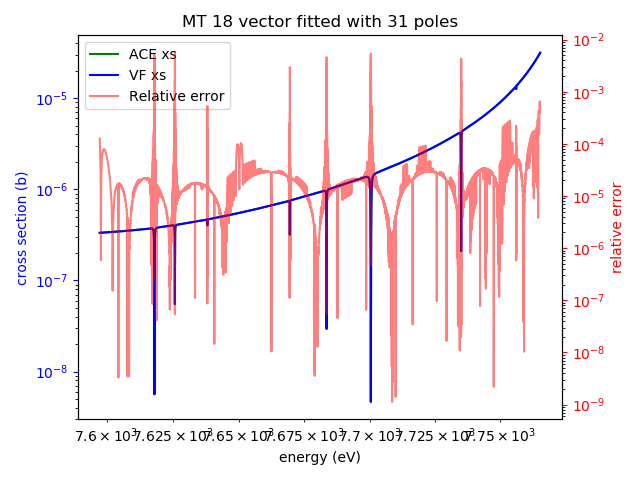 MT 18 vector fitted with 31 poles
ACE xs
VF xs
Relative error
cross section (b)
10⁻⁵
10⁻⁶
10⁻⁷
10⁻⁸
relative error
10⁻²
10⁻³
10⁻⁴
10⁻⁵
10⁻⁶
10⁻⁷
10⁻⁸
10⁻⁹
7.6 × 10³ 7.625 × 10³ 7.65 × 10³ 7.675 × 10³ 7.7 × 10³ 7.725 × 10³ 7.75 × 10³
energy (eV)